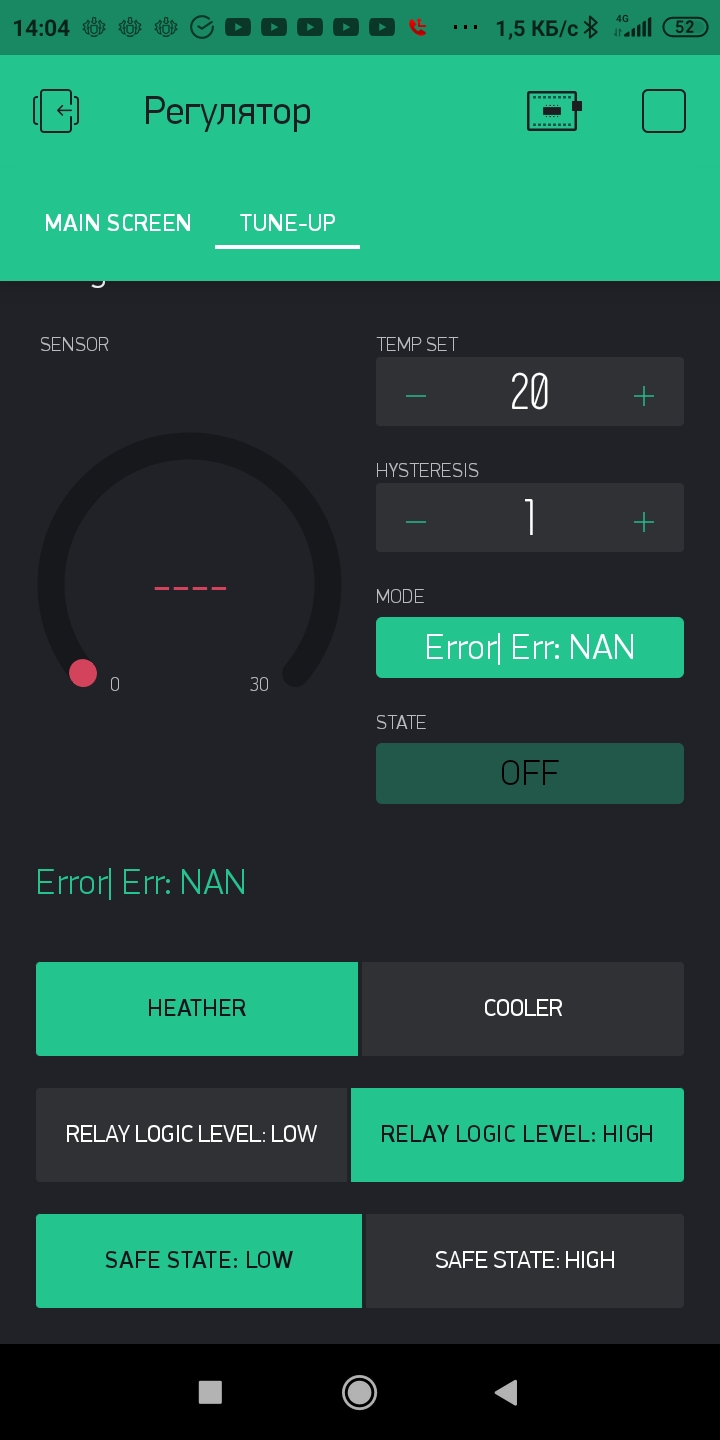 14:04 ... 1,5 КБ/с 4G 52
Регулятор
MAIN SCREEN TUNE-UP
SENSOR
TEMP SET
– 20 +
HYSTERESIS
– 1 +
MODE
Error| Err: NAN
----
0 30
STATE
OFF
Error| Err: NAN
HEATHER COOLER
RELAY LOGIC LEVEL: LOW RELAY LOGIC LEVEL: HIGH
SAFE STATE: LOW SAFE STATE: HIGH